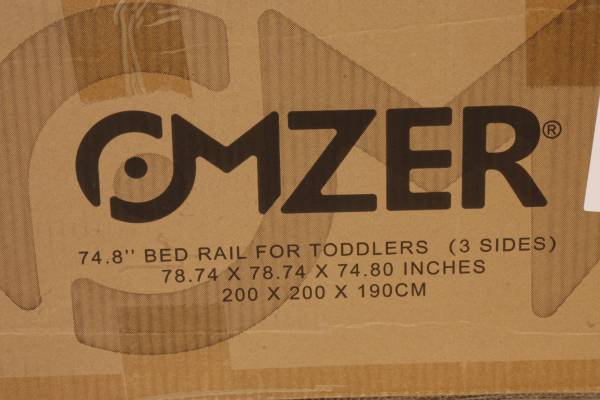 OMZER®
74.8'' BED RAIL FOR TODDLERS (3 SIDES)
78.74 X 78.74 X 74.80 INCHES
200 X 200 X 190CM